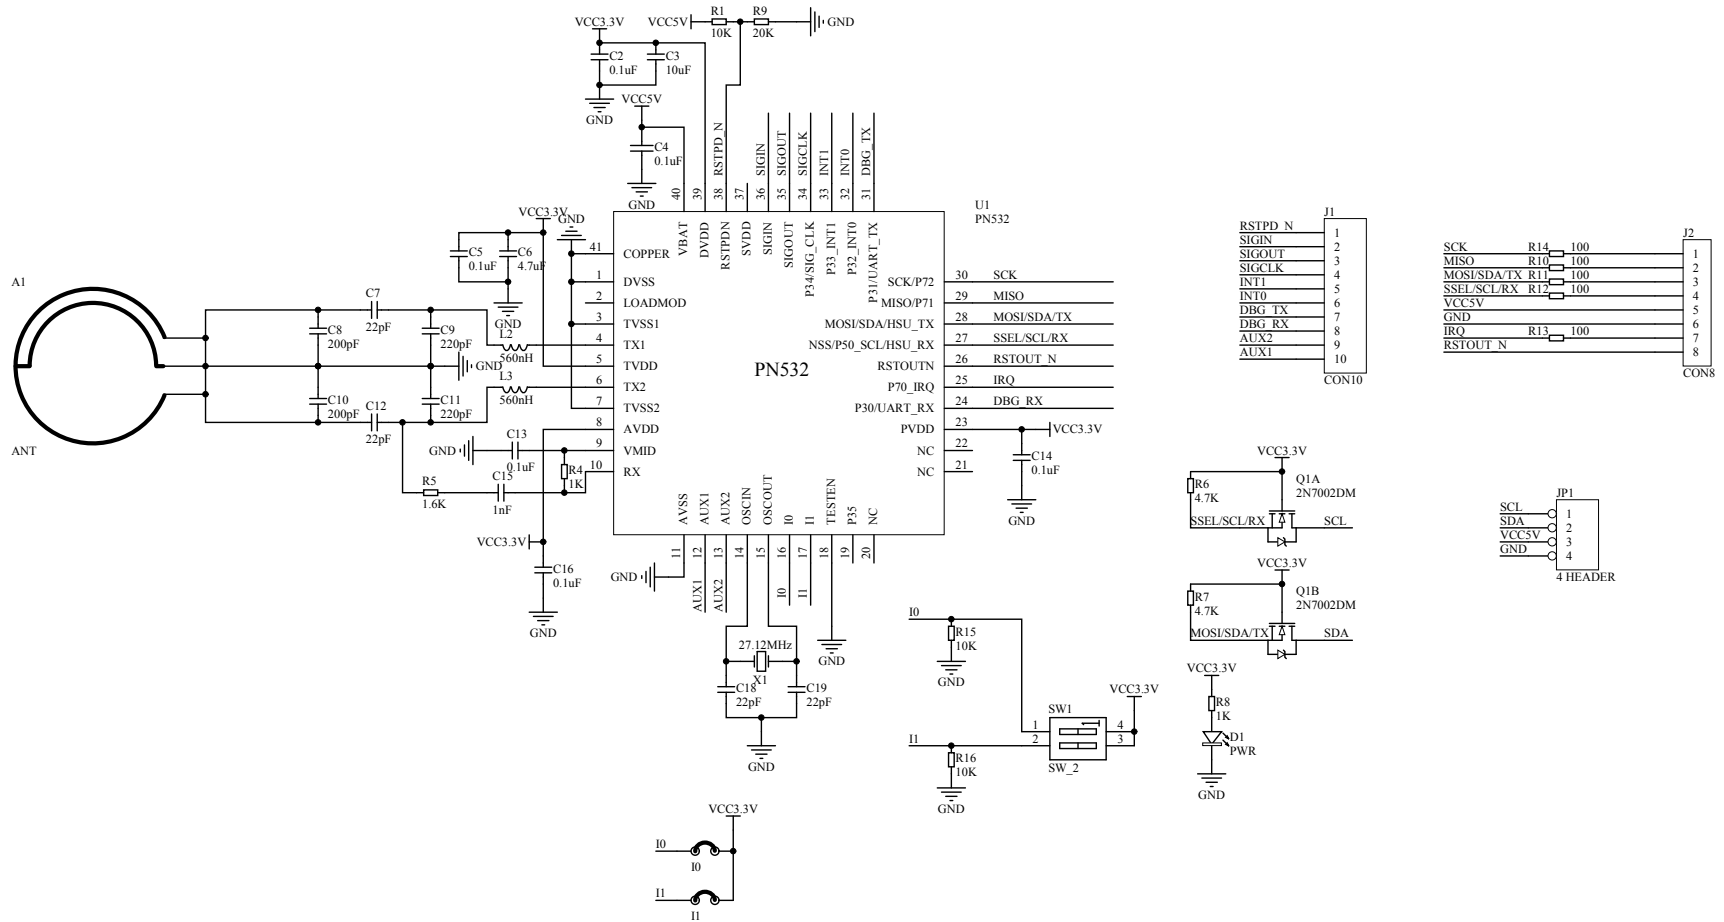 VCC3.3V
VCC5V
R1
10K
R9
20K
GND
C2
0.1uF
C3
10uF
GND
VCC5V
C4
0.1uF
GND
RSTPD_N
SIGIN
SIGOUT
SIGCLK
INT1
INT0
DBG_TX
40
39
38
37
36
35
34
33
32
31
VBAT
DVDD
RSTPDN
SVDD
SIGIN
SIGOUT
P34/SIG_CLK
P33_INT1
P32_INT0
P31/UART_TX
U1
PN532
VCC3.3V
GND
C5
0.1uF
C6
4.7uF
GND
A1
ANT
C7
22pF
C8
200pF
C9
220pF
L2
560nH
GND
L3
560nH
C10
200pF
C12
22pF
C11
220pF
GND
C13
0.1uF
R4
1K
R5
1.6K
C15
1nF
VCC3.3V
C16
0.1uF
GND
41 COPPER
1 DVSS
2 LOADMOD
3 TVSS1
4 TX1
5 TVDD
6 TX2
7 TVSS2
8 AVDD
9 VMID
10 RX
PN532
SCK/P72 30 SCK
MISO/P71 29 MISO
MOSI/SDA/HSU_TX 28 MOSI/SDA/TX
NSS/P50_SCL/HSU_RX 27 SSEL/SCL/RX
RSTOUTN 26 RSTOUT_N
P70_IRQ 25 IRQ
P30/UART_RX 24 DBG_RX
PVDD 23
NC 22
NC 21
VCC3.3V
C14
0.1uF
GND
AVSS
AUX1
AUX2
OSCIN
OSCOUT
I0
I1
TESTEN
P35
NC
11
12
13
14
15
16
17
18
19
20
GND
AUX1
AUX2
I0
I1
27.12MHz
X1
C18
22pF
C19
22pF
GND
GND
J1
RSTPD_N 1
SIGIN 2
SIGOUT 3
SIGCLK 4
INT1 5
INT0 6
DBG_TX 7
DBG_RX 8
AUX2 9
AUX1 10
CON10
J2
SCK R14 100 1
MISO R10 100 2
MOSI/SDA/TX R11 100 3
SSEL/SCL/RX R12 100 4
VCC5V 5
GND 6
IRQ R13 100 7
RSTOUT_N 8
CON8
VCC3.3V
R6
4.7K
Q1A
2N7002DM
SSEL/SCL/RX
SCL
VCC3.3V
R7
4.7K
Q1B
2N7002DM
MOSI/SDA/TX
SDA
JP1
SCL 1
SDA 2
VCC5V 3
GND 4
4 HEADER
I0
R15
10K
GND
I1
R16
10K
GND
SW1
1
2
4
3
SW_2
VCC3.3V
VCC3.3V
R8
1K
D1
PWR
GND
VCC3.3V
I0
I0
I1
I1